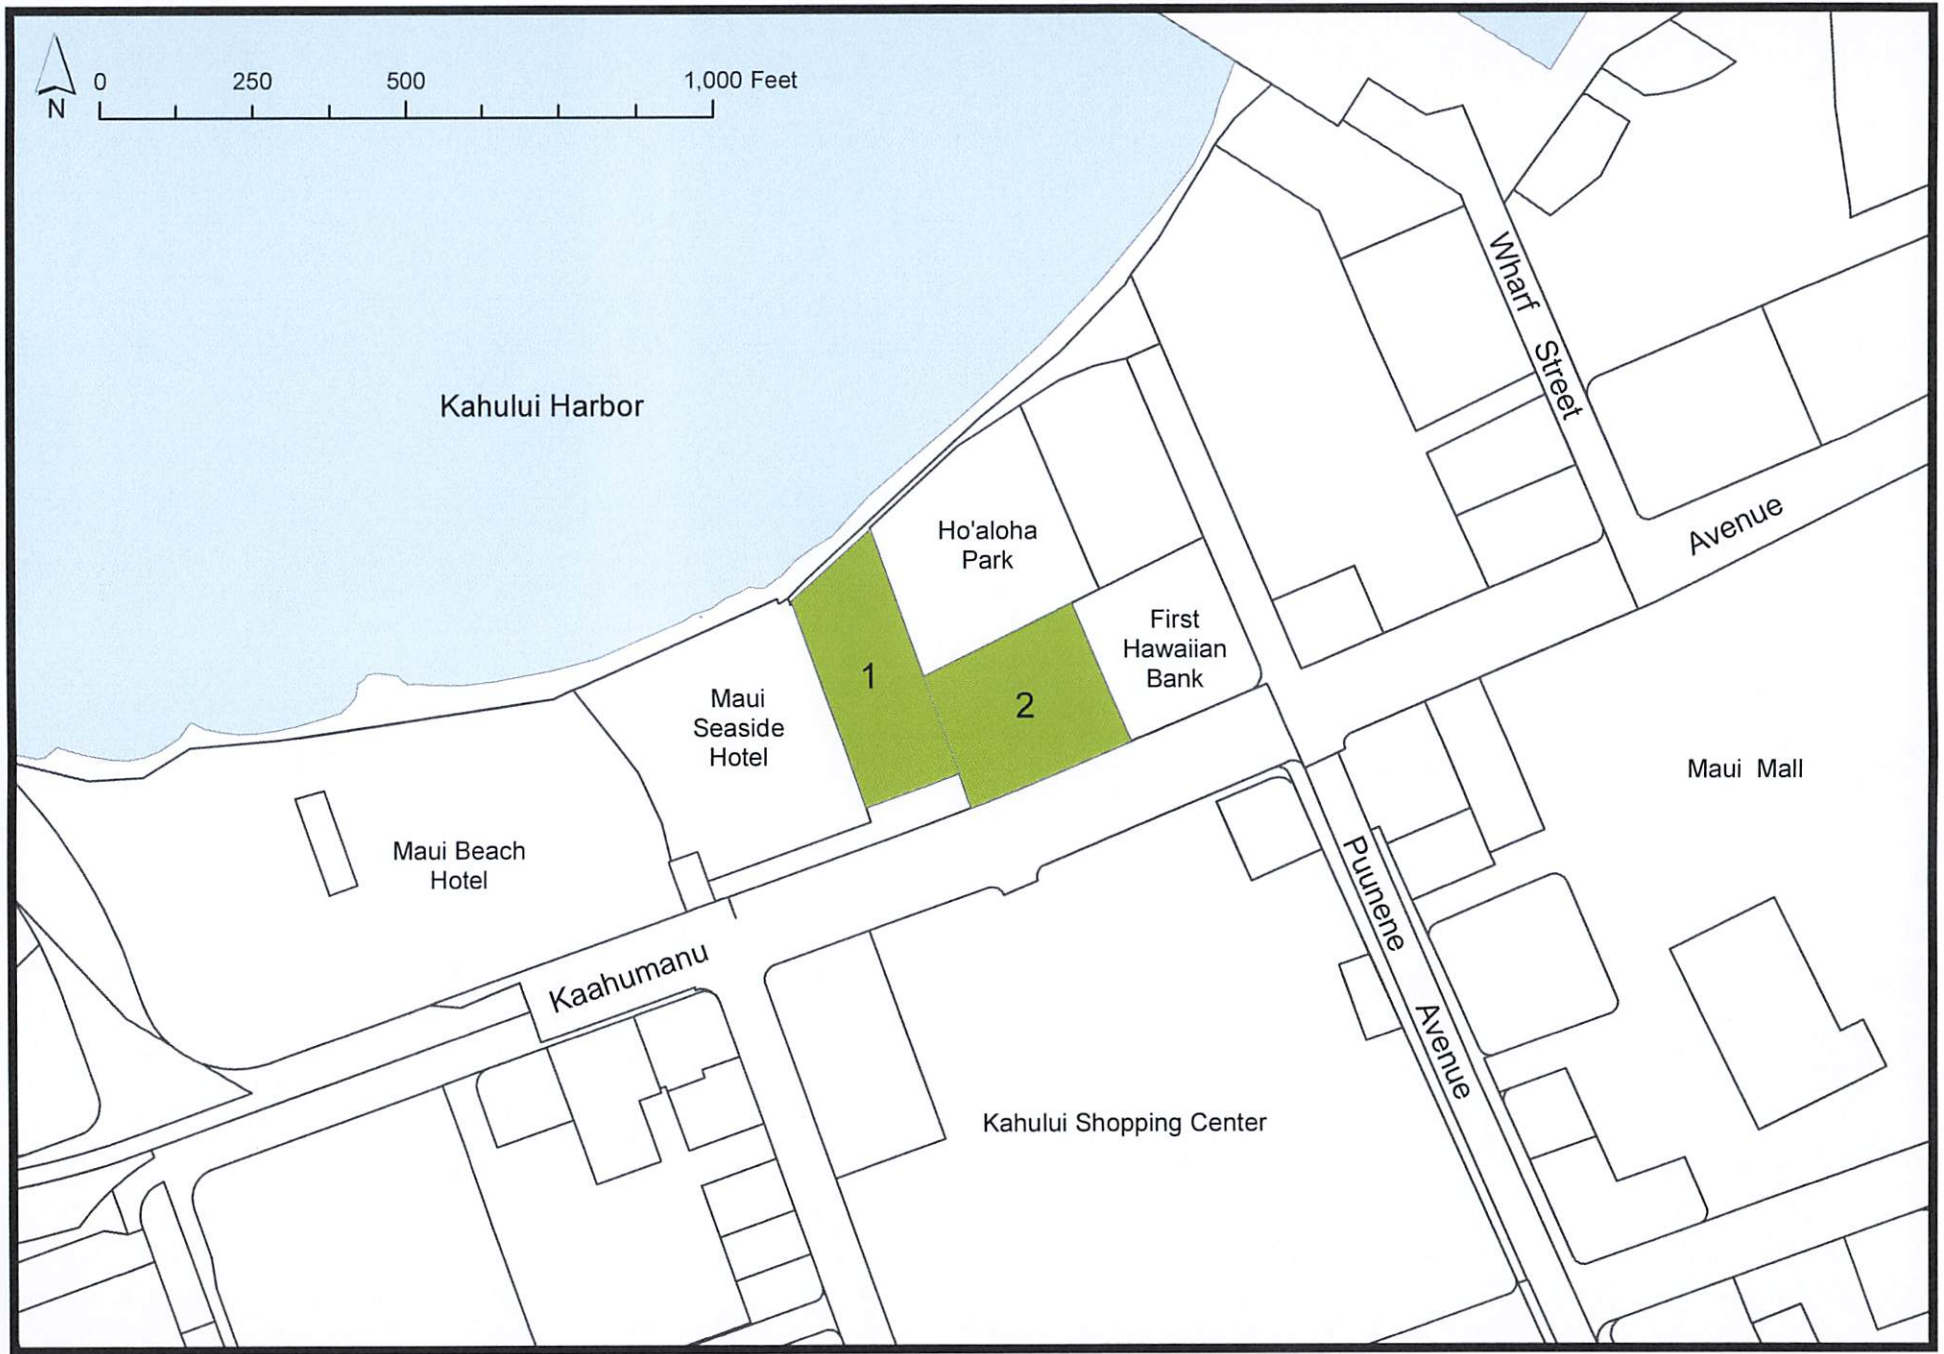 0 250 500 1,000 Feet
N
Wharf Street
Kahului Harbor
Avenue
Ho'aloha
Park
First
Hawaiian
Bank
1
2
Maui
Seaside
Hotel
Maui Mall
Maui Beach
Hotel
Puunene Avenue
Kaahumanu
Kahului Shopping Center